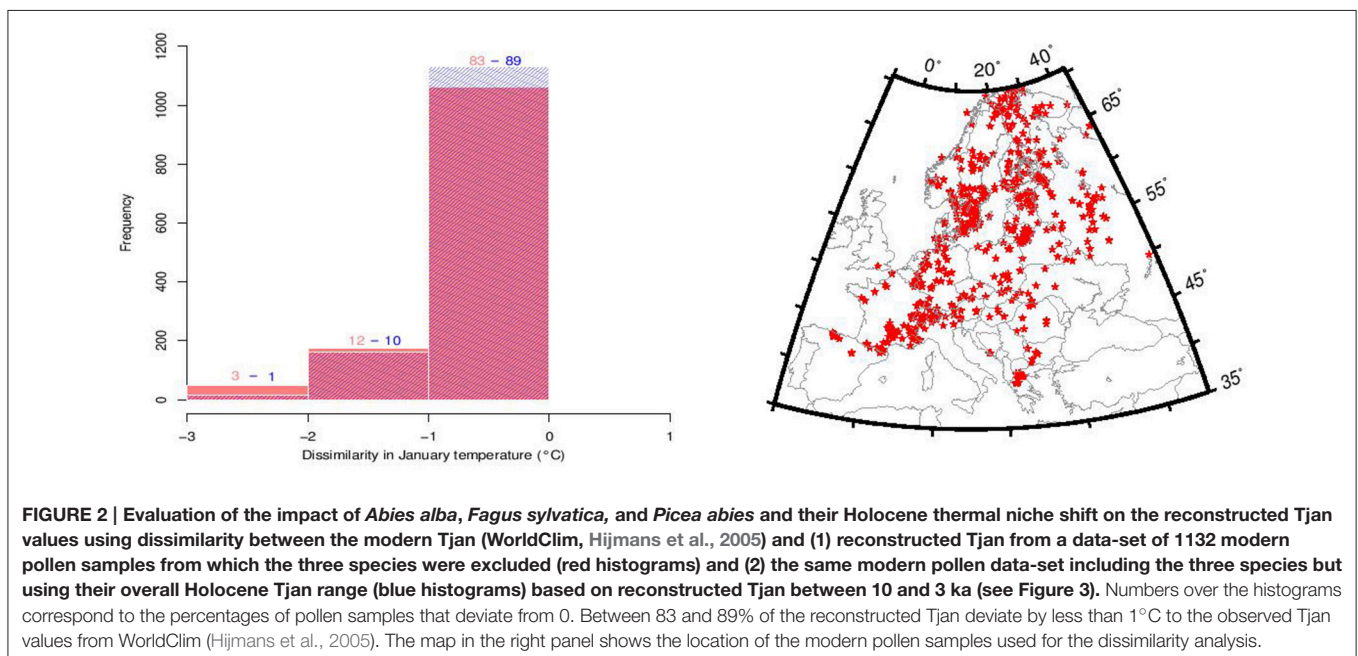 1200
1000
800
600
400
200
0
Frequency
83 – 89
12 – 10
3 – 1
−3
−2
−1
0
1
Dissimilarity in January temperature (°C)
0°
20°
40°
65°
55°
45°
35°
FIGURE 2 | Evaluation of the impact of Abies alba, Fagus sylvatica, and Picea abies and their Holocene thermal niche shift on the reconstructed Tjan
values using dissimilarity between the modern Tjan (WorldClim, Hijmans et al., 2005) and (1) reconstructed Tjan from a data-set of 1132 modern
pollen samples from which the three species were excluded (red histograms) and (2) the same modern pollen data-set including the three species but
using their overall Holocene Tjan range (blue histograms) based on reconstructed Tjan between 10 and 3 ka (see Figure 3). Numbers over the histograms
correspond to the percentages of pollen samples that deviate from 0. Between 83 and 89% of the reconstructed Tjan deviate by less than 1°C to the observed Tjan
values from WorldClim (Hijmans et al., 2005). The map in the right panel shows the location of the modern pollen samples used for the dissimilarity analysis.